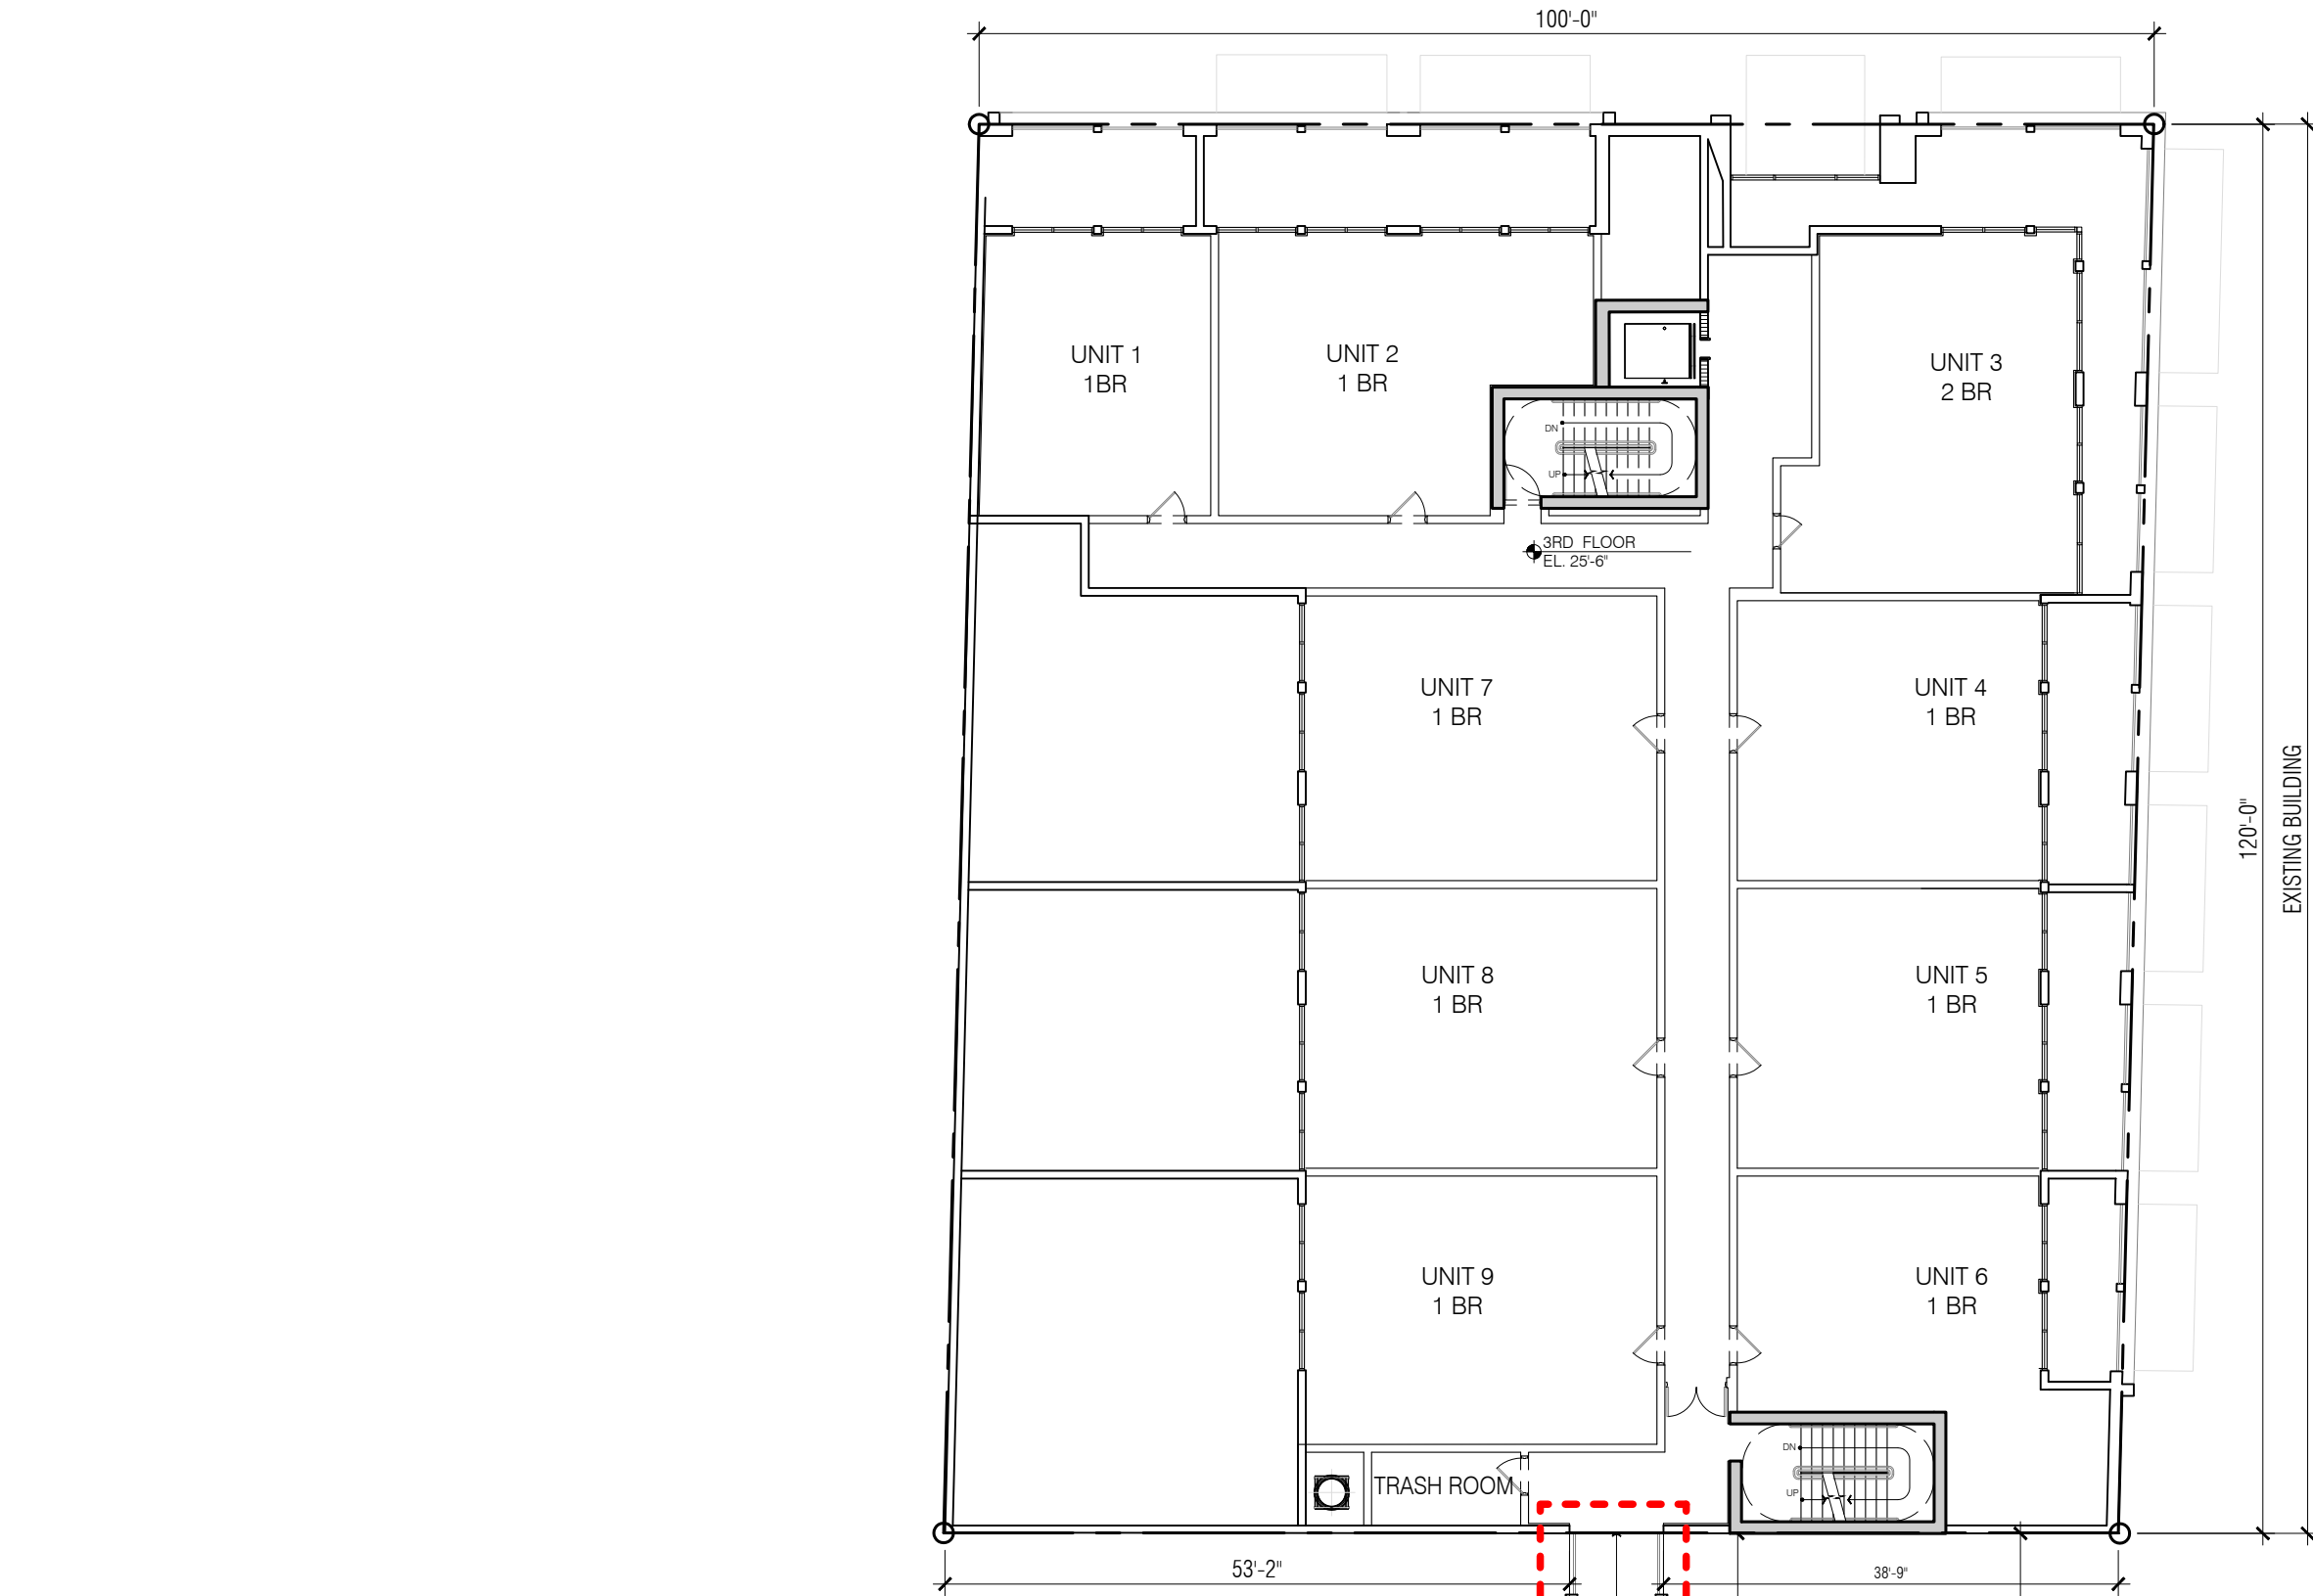 100'-0"
UNIT 1
1BR
UNIT 2
1 BR
UNIT 3
2 BR
DN
UP
3RD FLOOR
EL. 25'-6"
UNIT 7
1 BR
UNIT 4
1 BR
120'-0"
EXISTING BUILDING
UNIT 8
1 BR
UNIT 5
1 BR
UNIT 9
1 BR
UNIT 6
1 BR
DN
TRASH ROOM
UP
53'-2"
38'-9"